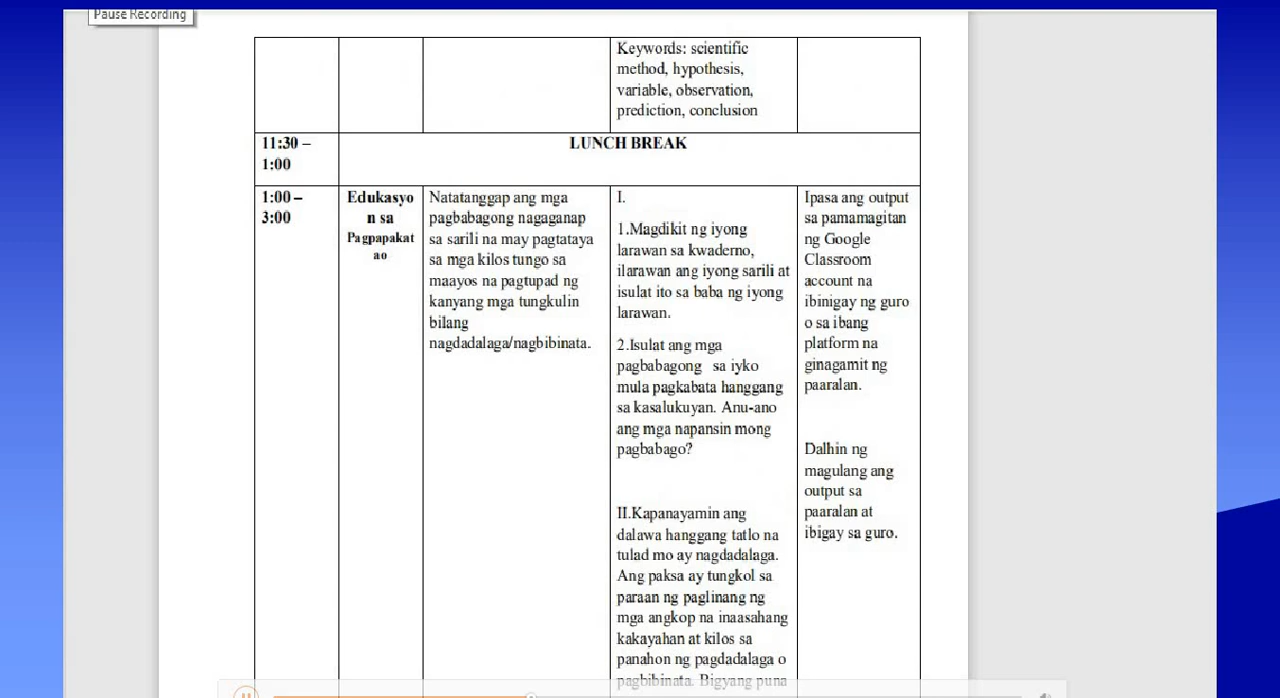 Pause Recording
Keywords: scientific
method, hypothesis,
variable, observation,
prediction, conclusion
11:30 –
1:00
LUNCH BREAK
1:00 –
3:00
Edukasyo
n sa
Pagpapakat
ao
Natatanggap ang mga
pagbabagong nagaganap
sa sarili na may pagtataya
sa mga kilos tungo sa
maayos na pagtupad ng
kanyang mga tungkulin
bilang
nagdadalaga/nagbibinata.
I.
1.Magdikit ng iyong
larawan sa kwaderno,
ilarawan ang iyong sarili at
isulat ito sa baba ng iyong
larawan.
2.Isulat ang mga
pagbabagong sa iyko
mula pagkabata hanggang
sa kasalukuyan. Anu-ano
ang mga napansin mong
pagbabago?
II.Kapanayamin ang
dalawa hanggang tatlo na
tulad mo ay nagdadalaga.
Ang paksa ay tungkol sa
paraan ng paglinang ng
mga angkop na inaasahang
kakayahan at kilos sa
panahon ng pagdadalaga o
pagbibinata. Bigyang puna
Ipasa ang output
sa pamamagitan
ng Google
Classroom
account na
ibinigay ng guro
o sa ibang
platform na
ginagamit ng
paaralan.
Dalhin ng
magulang ang
output sa
paaralan at
ibigay sa guro.